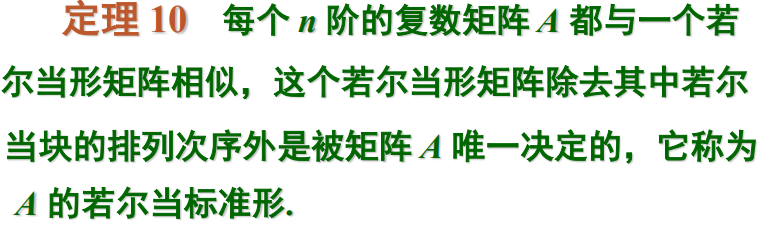 定理 10 每个 n 阶的复数矩阵 A 都与一个若
尔当形矩阵相似，这个若尔当形矩阵除去其中若尔
当块的排列次序外是被矩阵 A 唯一决定的，它称为
A 的若尔当标准形.